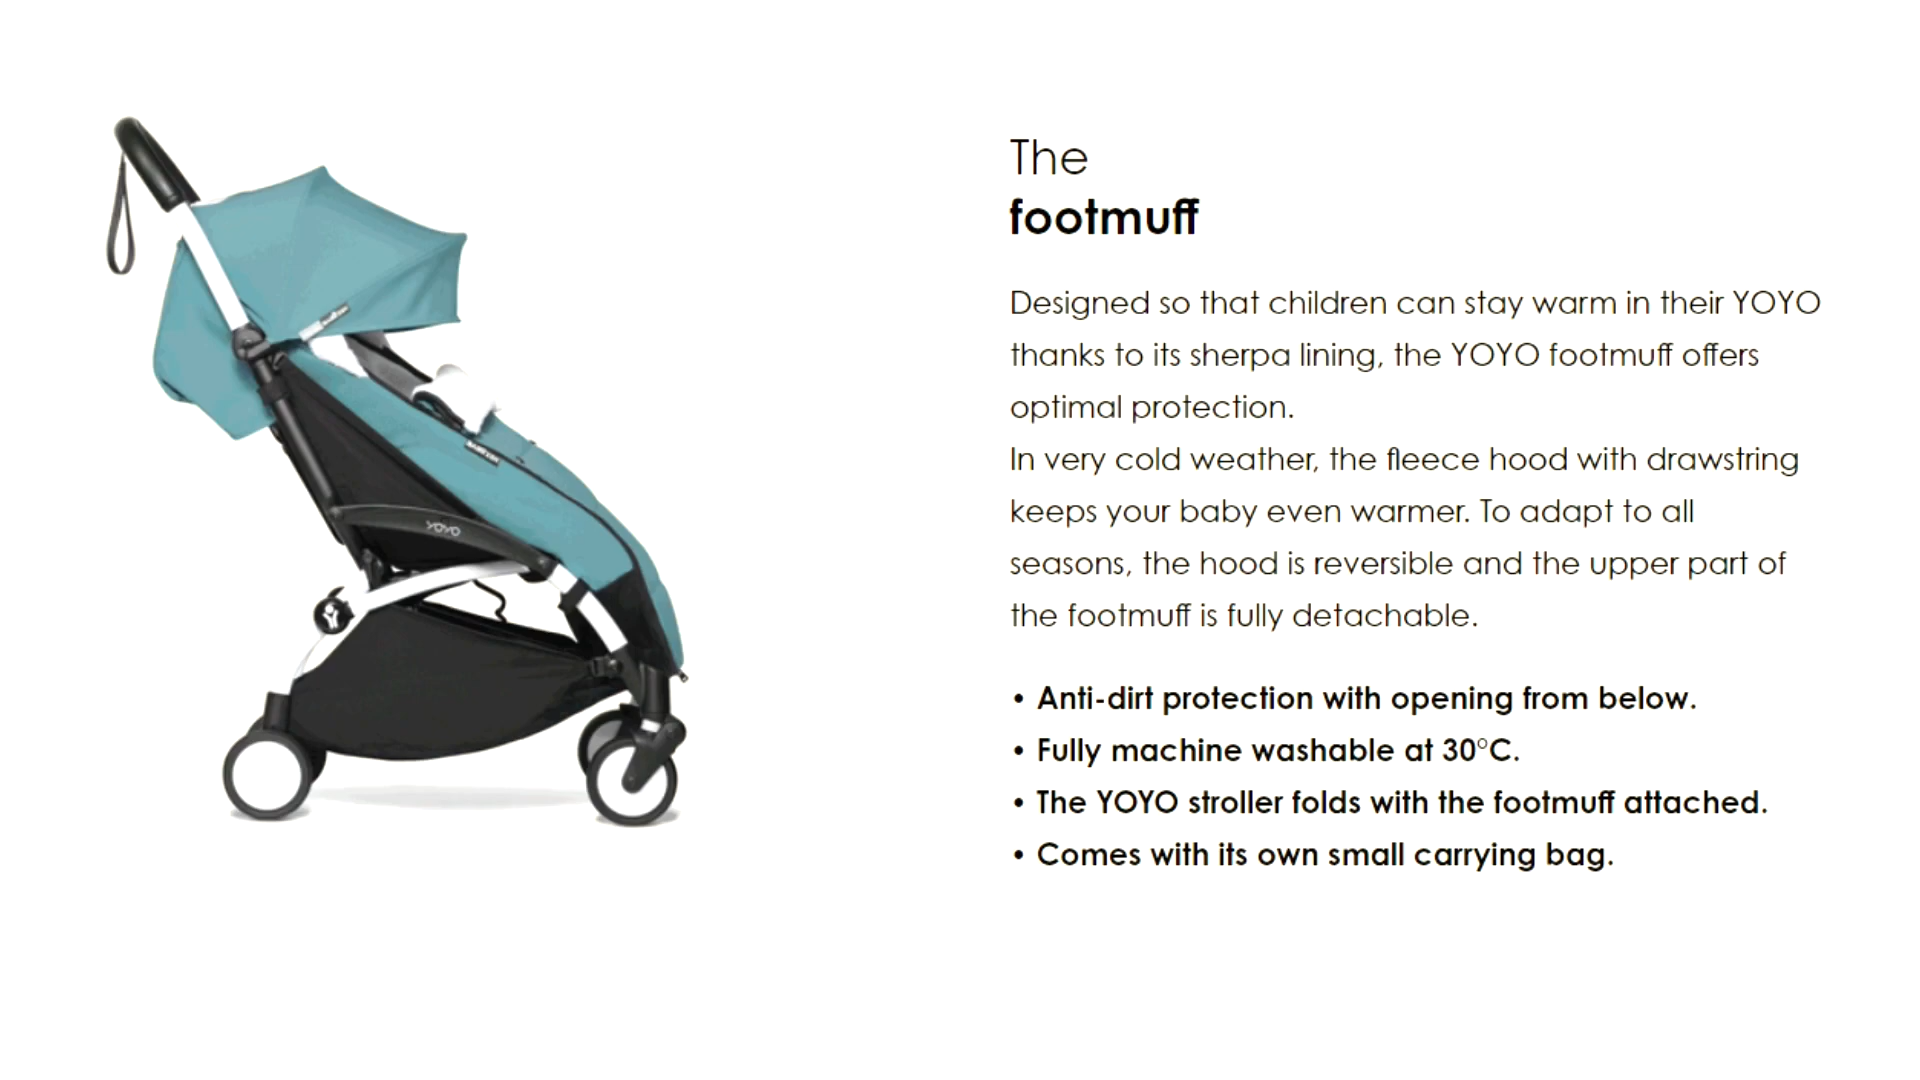 The
footmuff
Designed so that children can stay warm in their YOYO
thanks to its sherpa lining, the YOYO footmuff offers
optimal protection.
In very cold weather, the fleece hood with drawstring
keeps your baby even warmer. To adapt to all
seasons, the hood is reversible and the upper part of
the footmuff is fully detachable.
• Anti-dirt protection with opening from below.
• Fully machine washable at 30°C.
• The YOYO stroller folds with the footmuff attached.
• Comes with its own small carrying bag.
YOYO